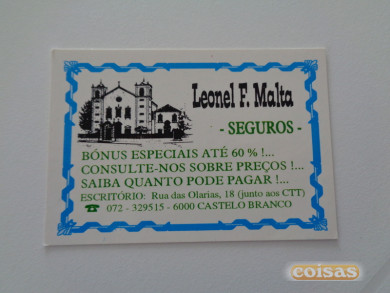 Leonel F. Malta
- SEGUROS -
BÓNUS ESPECIAIS ATÉ 60 % !...
CONSULTE-NOS SOBRE PREÇOS !...
SAIBA QUANTO PODE PAGAR !...
ESCRITÓRIO: Rua das Olarias, 18 (junto aos CTT)
☎ 072 - 329515 - 6000 CASTELO BRANCO
coisas